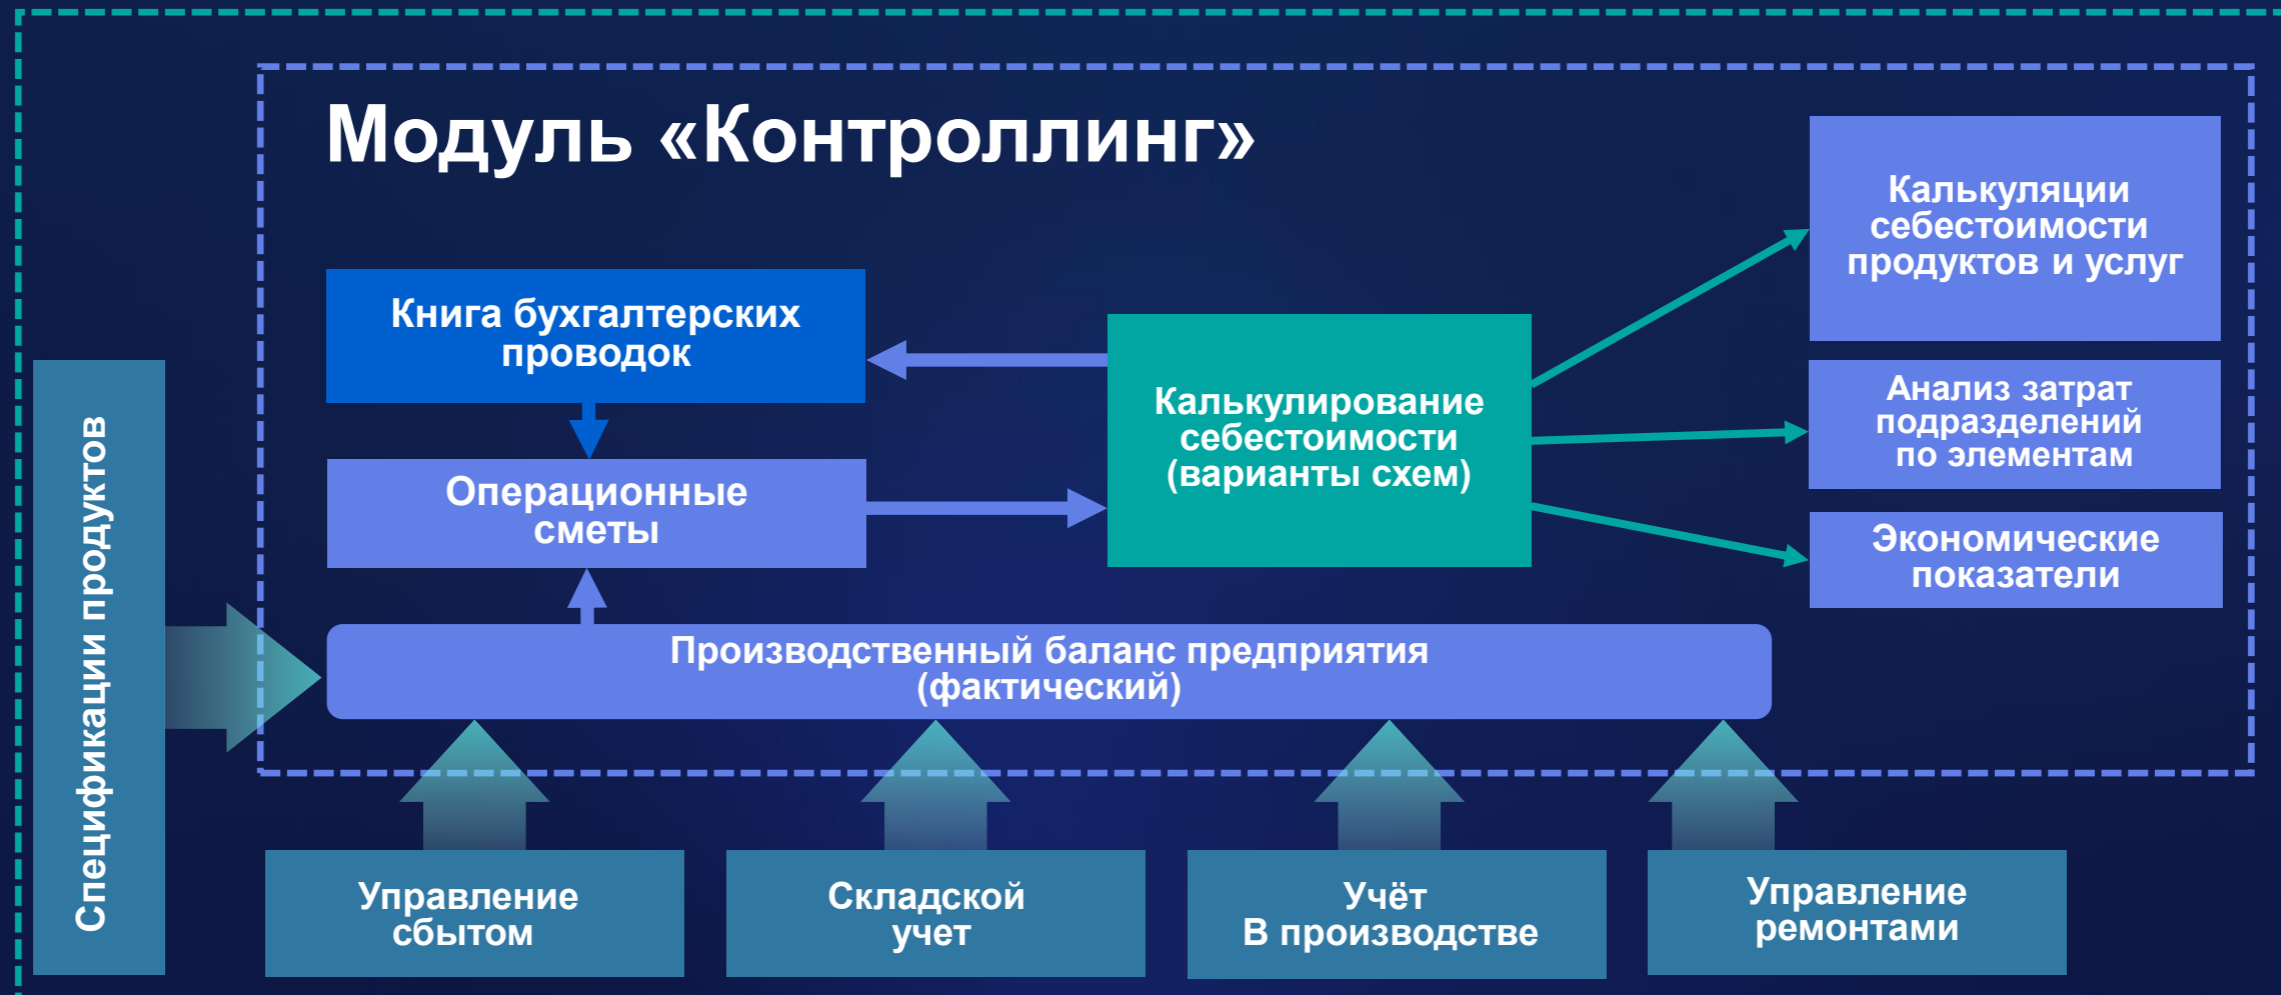 Модуль «Контроллинг»
Калькуляции
себестоимости
продуктов и услуг
Книга бухгалтерских
проводок
Калькулирование
себестоимости
(варианты схем)
Анализ затрат
подразделений
по элементам
Операционные
сметы
Экономические
показатели
Производственный баланс предприятия
(фактический)
Спецификации продуктов
Управление
сбытом
Складской
учет
Учёт
В производстве
Управление
ремонтами